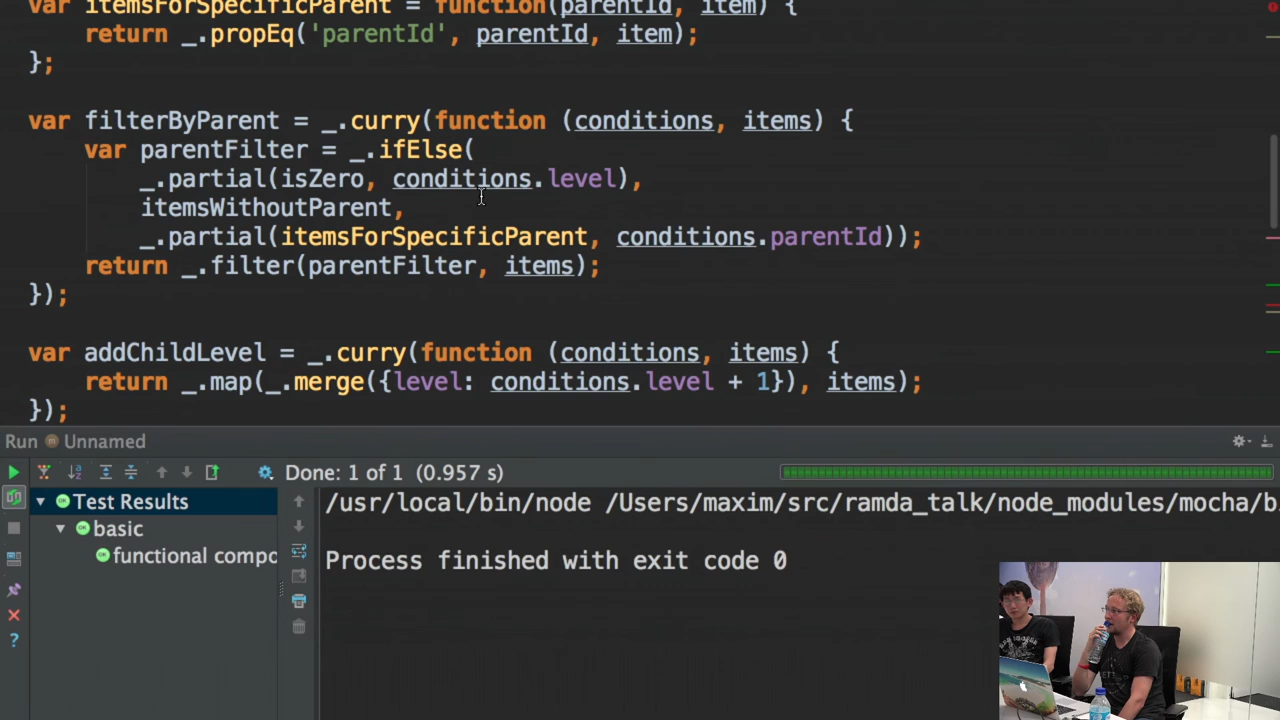 var itemsForSpecificParent = function(parentId, item) {
return _.propEq('parentId', parentId, item);
};
var filterByParent = _.curry(function (conditions, items) {
var parentFilter = _.ifElse(
_.partial(isZero, conditions.level),
itemsWithoutParent,
_.partial(itemsForSpecificParent, conditions.parentId));
return _.filter(parentFilter, items);
});
var addChildLevel = _.curry(function (conditions, items) {
return _.map(_.merge({level: conditions.level + 1}), items);
});
Run Unnamed
Done: 1 of 1 (0.957 s)
Test Results
basic
functional compo
/usr/local/bin/node /Users/maxim/src/ramda_talk/node_modules/mocha/bi
Process finished with exit code 0